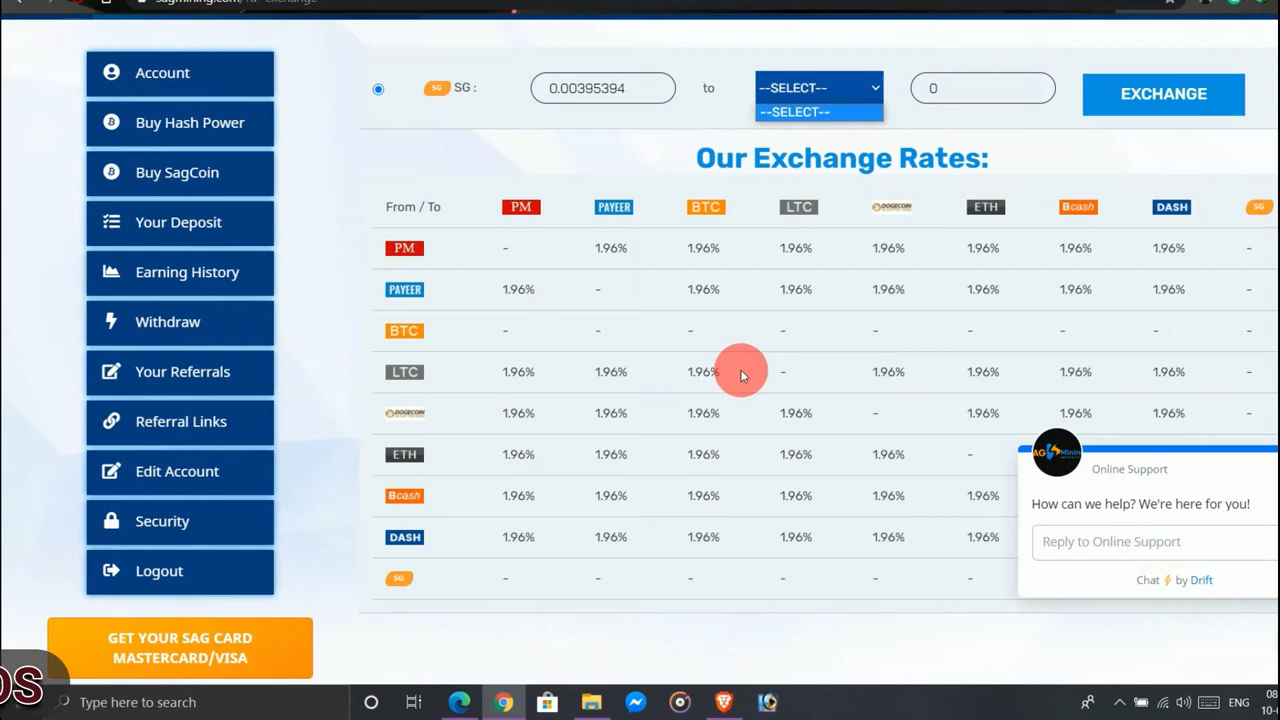 Account
Buy Hash Power
Buy SagCoin
Your Deposit
Earning History
Withdraw
Your Referrals
Referral Links
Edit Account
Security
Logout
GET YOUR SAG CARD
MASTERCARD/VISA
SG SG : 0.00395394 to --SELECT-- 0 EXCHANGE
--SELECT--
Our Exchange Rates:
From / To PM PAYEER BTC LTC DOGECOIN ETH Bcash DASH SG
PM - 1.96% 1.96% 1.96% 1.96% 1.96% 1.96% 1.96% -
PAYEER 1.96% - 1.96% 1.96% 1.96% 1.96% 1.96% 1.96% -
BTC - - - - - - - - -
LTC 1.96% 1.96% 1.96% - 1.96% 1.96% 1.96% 1.96% -
DOGECOIN 1.96% 1.96% 1.96% 1.96% - 1.96% 1.96% 1.96% -
ETH 1.96% 1.96% 1.96% 1.96% 1.96% -
Bcash 1.96% 1.96% 1.96% 1.96% 1.96% 1.96%
DASH 1.96% 1.96% 1.96% 1.96% 1.96% 1.96%
SG - - - - - -
Online Support
How can we help? We're here for you!
Reply to Online Support
Chat ⚡ by Drift
OS
Type here to search
ENG